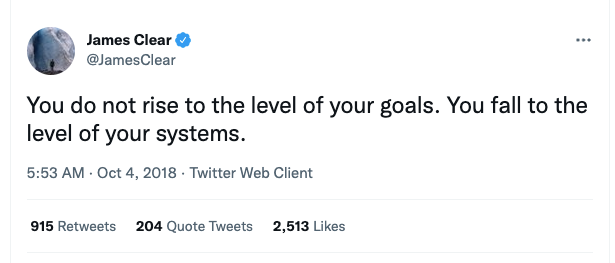 James Clear
@JamesClear
You do not rise to the level of your goals. You fall to the
level of your systems.
5:53 AM · Oct 4, 2018 · Twitter Web Client
915 Retweets 204 Quote Tweets 2,513 Likes